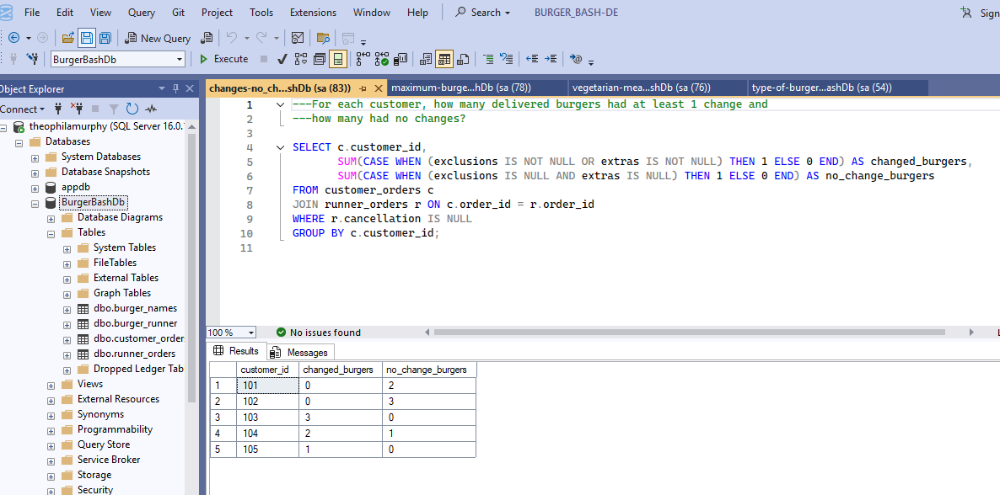 File Edit View Query Git Project Tools Extensions Window Help Search BURGER_BASH-DE Sign
New Query
BurgerBashDb Execute
Object Explorer
changes-no_ch...shDb (sa (83)) maximum-burge...hDb (sa (78)) vegetarian-mea...shDb (sa (76)) type-of-burger...ashDb (sa (54))
Connect
theophilamurphy (SQL Server 16.0.
Databases
System Databases
Database Snapshots
appdb
BurgerBashDb
Database Diagrams
Tables
System Tables
FileTables
External Tables
Graph Tables
dbo.burger_names
dbo.burger_runner
dbo.customer_orders
dbo.runner_orders
Dropped Ledger Tab
Views
External Resources
Synonyms
Programmability
Query Store
Service Broker
Storage
Security
1 ---For each customer, how many delivered burgers had at least 1 change and
2 ---how many had no changes?
3
4 SELECT c.customer_id,
5 SUM(CASE WHEN (exclusions IS NOT NULL OR extras IS NOT NULL) THEN 1 ELSE 0 END) AS changed_burgers,
6 SUM(CASE WHEN (exclusions IS NULL AND extras IS NULL) THEN 1 ELSE 0 END) AS no_change_burgers
7 FROM customer_orders c
8 JOIN runner_orders r ON c.order_id = r.order_id
9 WHERE r.cancellation IS NULL
10 GROUP BY c.customer_id;
11
100 % No issues found
Results Messages
customer_id changed_burgers no_change_burgers
1 101 0 2
2 102 0 3
3 103 3 0
4 104 2 1
5 105 1 0